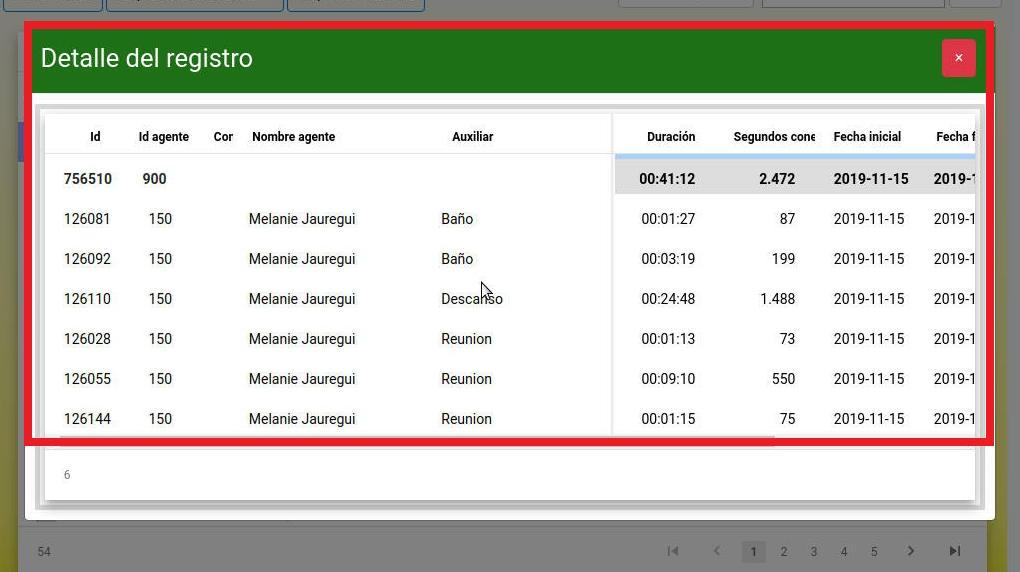 Detalle del registro ×
Id Id agente Cor Nombre agente Auxiliar Duración Segundos cone Fecha inicial Fecha f
756510 900 00:41:12 2.472 2019-11-15 2019-1
126081 150 Melanie Jauregui Baño 00:01:27 87 2019-11-15 2019-1
126092 150 Melanie Jauregui Baño 00:03:19 199 2019-11-15 2019-1
126110 150 Melanie Jauregui Descanso 00:24:48 1.488 2019-11-15 2019-1
126028 150 Melanie Jauregui Reunion 00:01:13 73 2019-11-15 2019-1
126055 150 Melanie Jauregui Reunion 00:09:10 550 2019-11-15 2019-1
126144 150 Melanie Jauregui Reunion 00:01:15 75 2019-11-15 2019-1
6
54 1 2 3 4 5